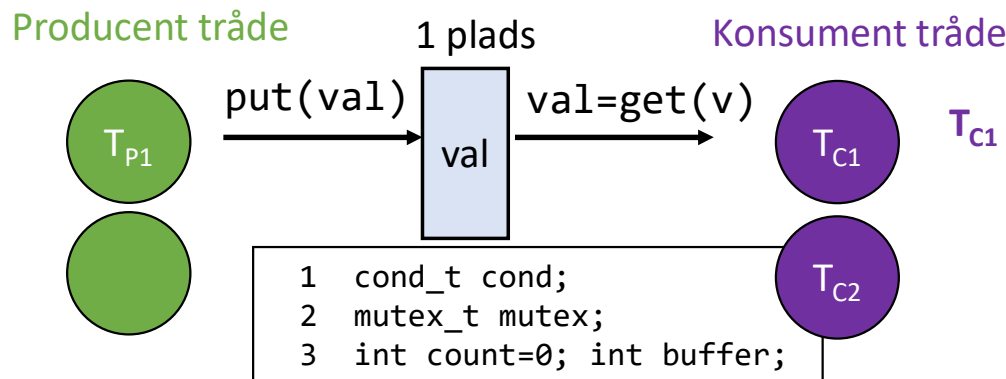 Producent tråde
1 plads
Konsument tråde
put(val)
val=get(v)
T_P1
val
T_C1
T_C1
T_C2
1 cond_t cond;
2 mutex_t mutex;
3 int count=0; int buffer;